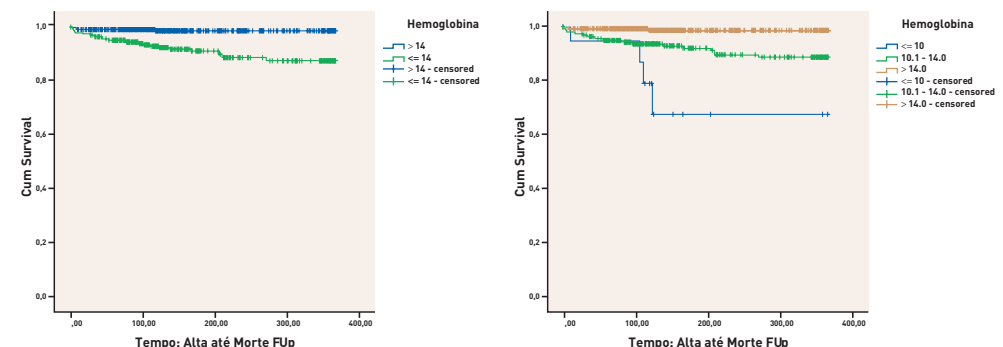 Hemoglobina
> 14
<= 14
> 14 - censored
<= 14 - censored
Cum Survival
1,0
0,8
0,6
0,4
0,2
0,0
,00
100,00
200,00
300,00
400,00
Tempo: Alta até Morte FUp
Hemoglobina
<= 10
10.1 - 14.0
> 14.0
<= 10 - censored
10.1 - 14.0 - censored
> 14.0 - censored
Cum Survival
1,0
0,8
0,6
0,4
0,2
0,0
,00
100,00
200,00
300,00
400,00
Tempo: Alta até Morte FUp